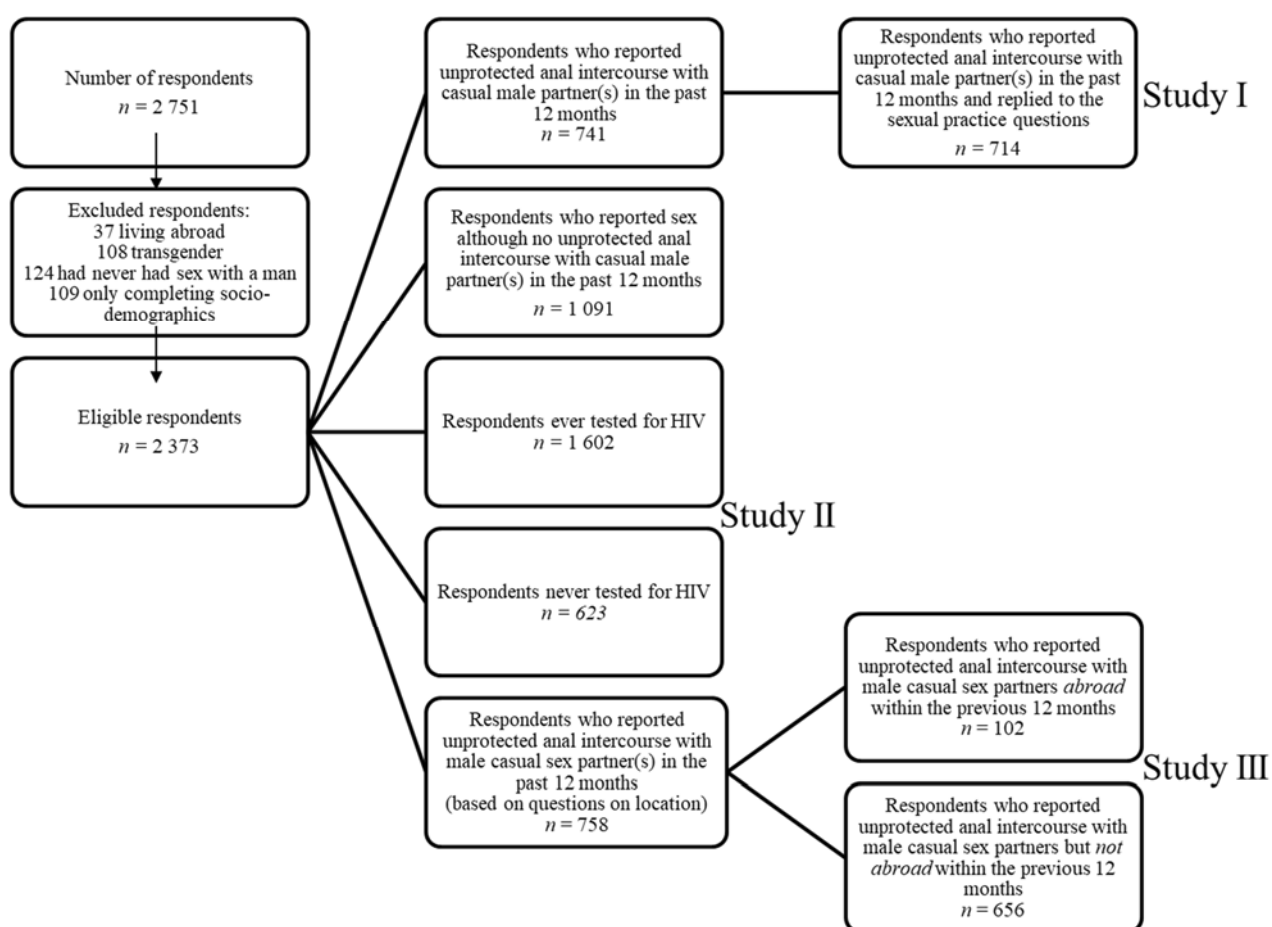 Number of respondents
n = 2 751
Excluded respondents:
37 living abroad
108 transgender
124 had never had sex with a man
109 only completing socio-
demographics
Eligible respondents
n = 2 373
Respondents who reported
unprotected anal intercourse with
casual male partner(s) in the past
12 months
n = 741
Respondents who reported
unprotected anal intercourse with
casual male partner(s) in the past
12 months and replied to the
sexual practice questions
n = 714
Study I
Respondents who reported sex
although no unprotected anal
intercourse with casual male
partner(s) in the past 12 months
n = 1 091
Respondents ever tested for HIV
n = 1 602
Study II
Respondents never tested for HIV
n = 623
Respondents who reported
unprotected anal intercourse with
male casual sex partner(s) in the
past 12 months
(based on questions on location)
n = 758
Respondents who reported
unprotected anal intercourse with
male casual sex partners abroad
within the previous 12 months
n = 102
Study III
Respondents who reported
unprotected anal intercourse with
male casual sex partners but not
abroad within the previous 12
months
n = 656